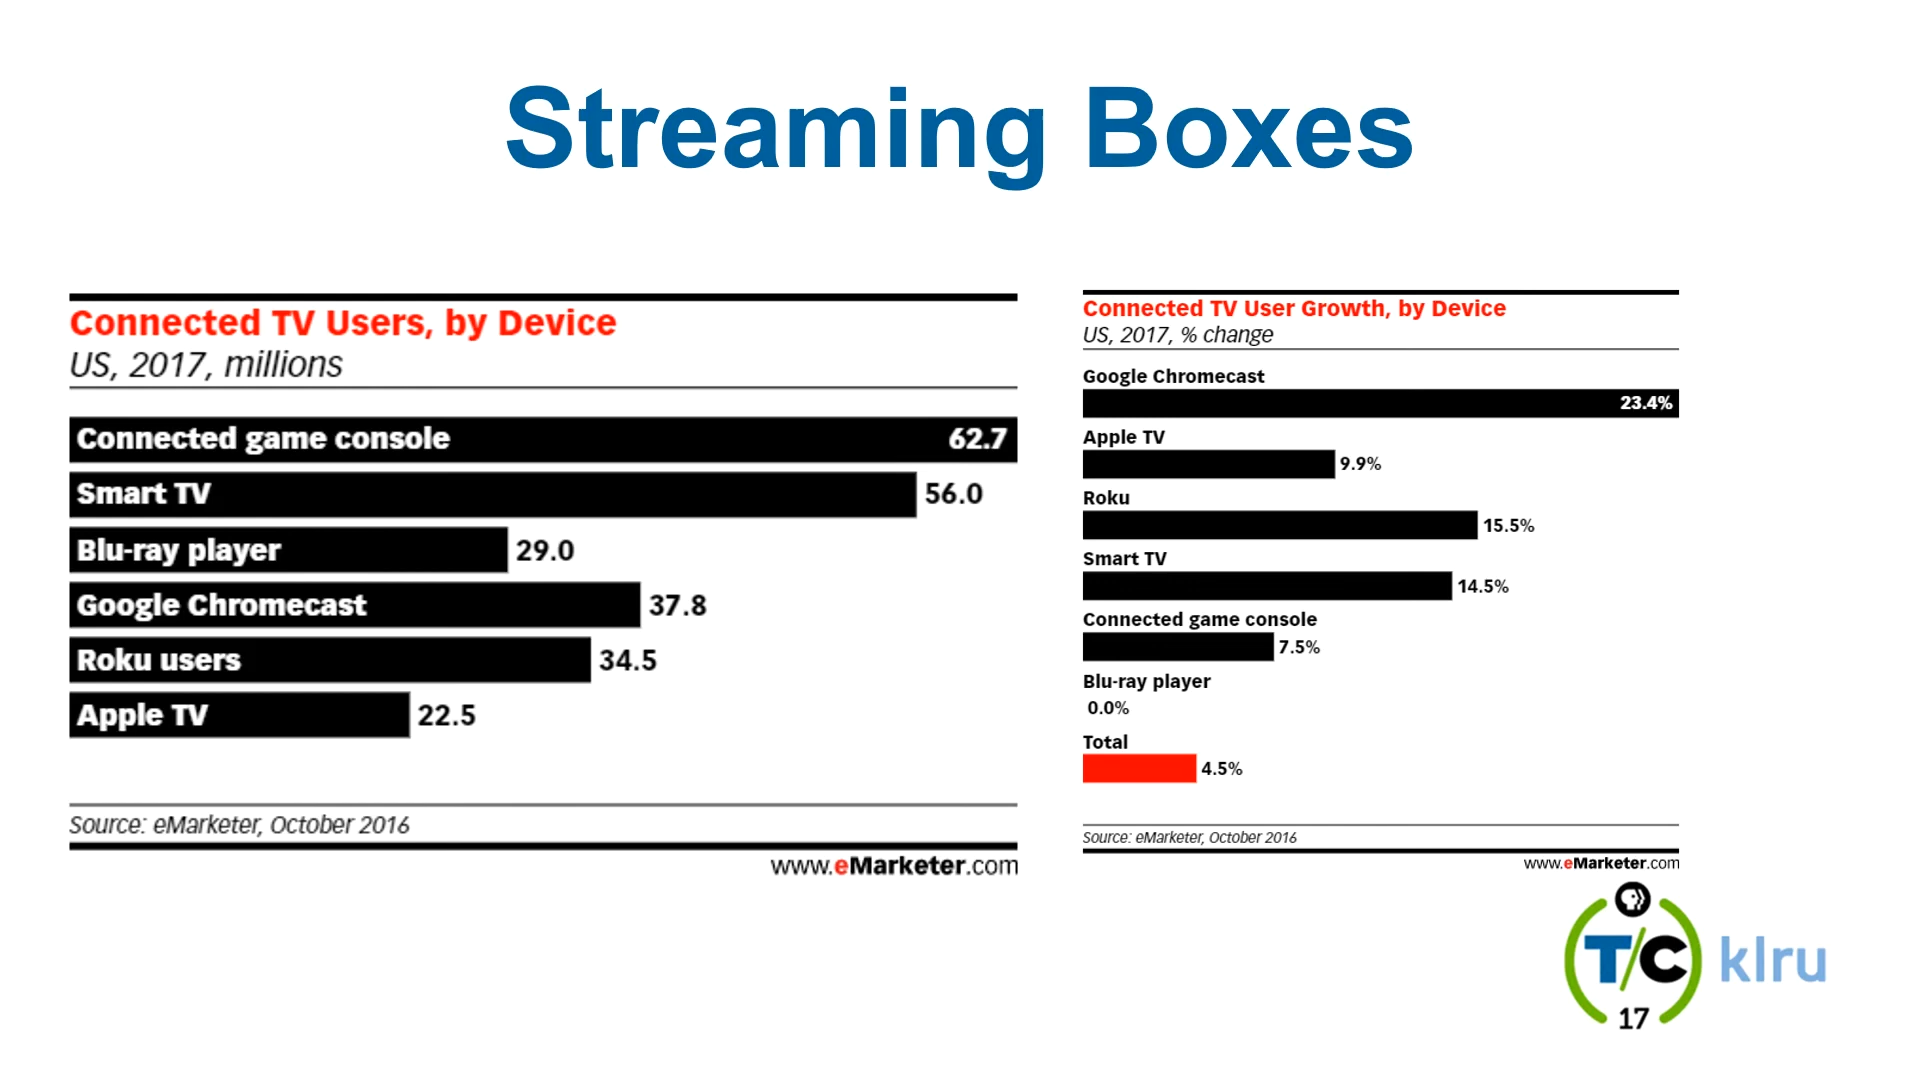 Streaming Boxes
Connected TV Users, by Device
US, 2017, millions
Connected game console 62.7
Smart TV 56.0
Blu-ray player 29.0
Google Chromecast 37.8
Roku users 34.5
Apple TV 22.5
Source: eMarketer, October 2016
www.eMarketer.com
Connected TV User Growth, by Device
US, 2017, % change
Google Chromecast
23.4%
Apple TV
9.9%
Roku
15.5%
Smart TV
14.5%
Connected game console
7.5%
Blu-ray player
0.0%
Total
4.5%
Source: eMarketer, October 2016
www.eMarketer.com
T/C
17
klru